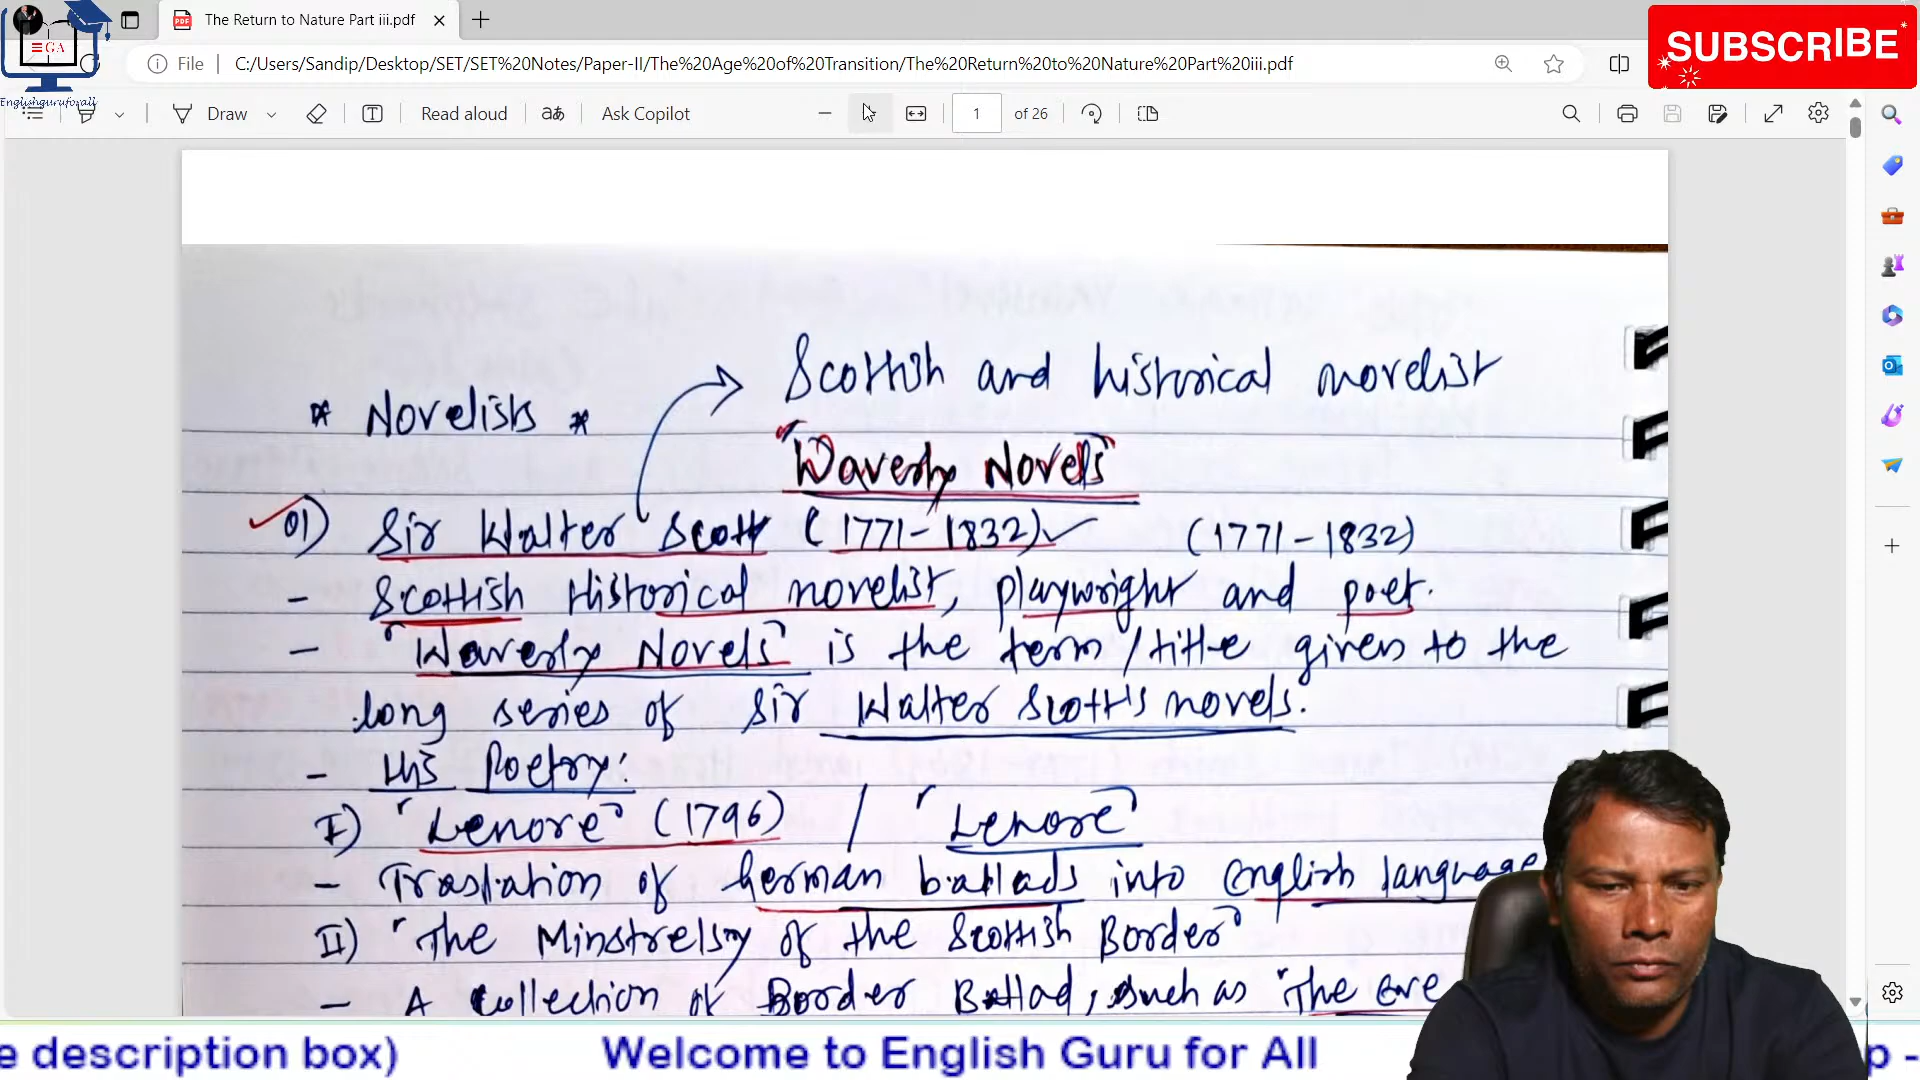 The Return to Nature Part iii.pdf
GA
Englishguruforall
SUBSCRIBE
File
C:/Users/Sandip/Desktop/SET/SET%20Notes/Paper-II/The%20Age%20of%20Transition/The%20Return%20to%20Nature%20Part%20iii.pdf
Draw
Read aloud
aあ
Ask Copilot
1
of 26
Scottish and historical novelist
* Novelists *
"Waverly Novels"
01) Sir Walter Scott (1771-1832) (1771-1832)
- Scottish Historical novelist, playwright and poet.
- "Waverly Novels" is the term/title given to the
long series of Sir Walter Scott's novels.
- His Poetry:
I) "Lenore" (1796) / "Lenore"
- Traslation of German ballads into English language
II) "The Minstrelsy of the Scottish Border"
- A Collection of Border Ballad, such as "The Eve
e description box)
Welcome to English Guru for All
p -